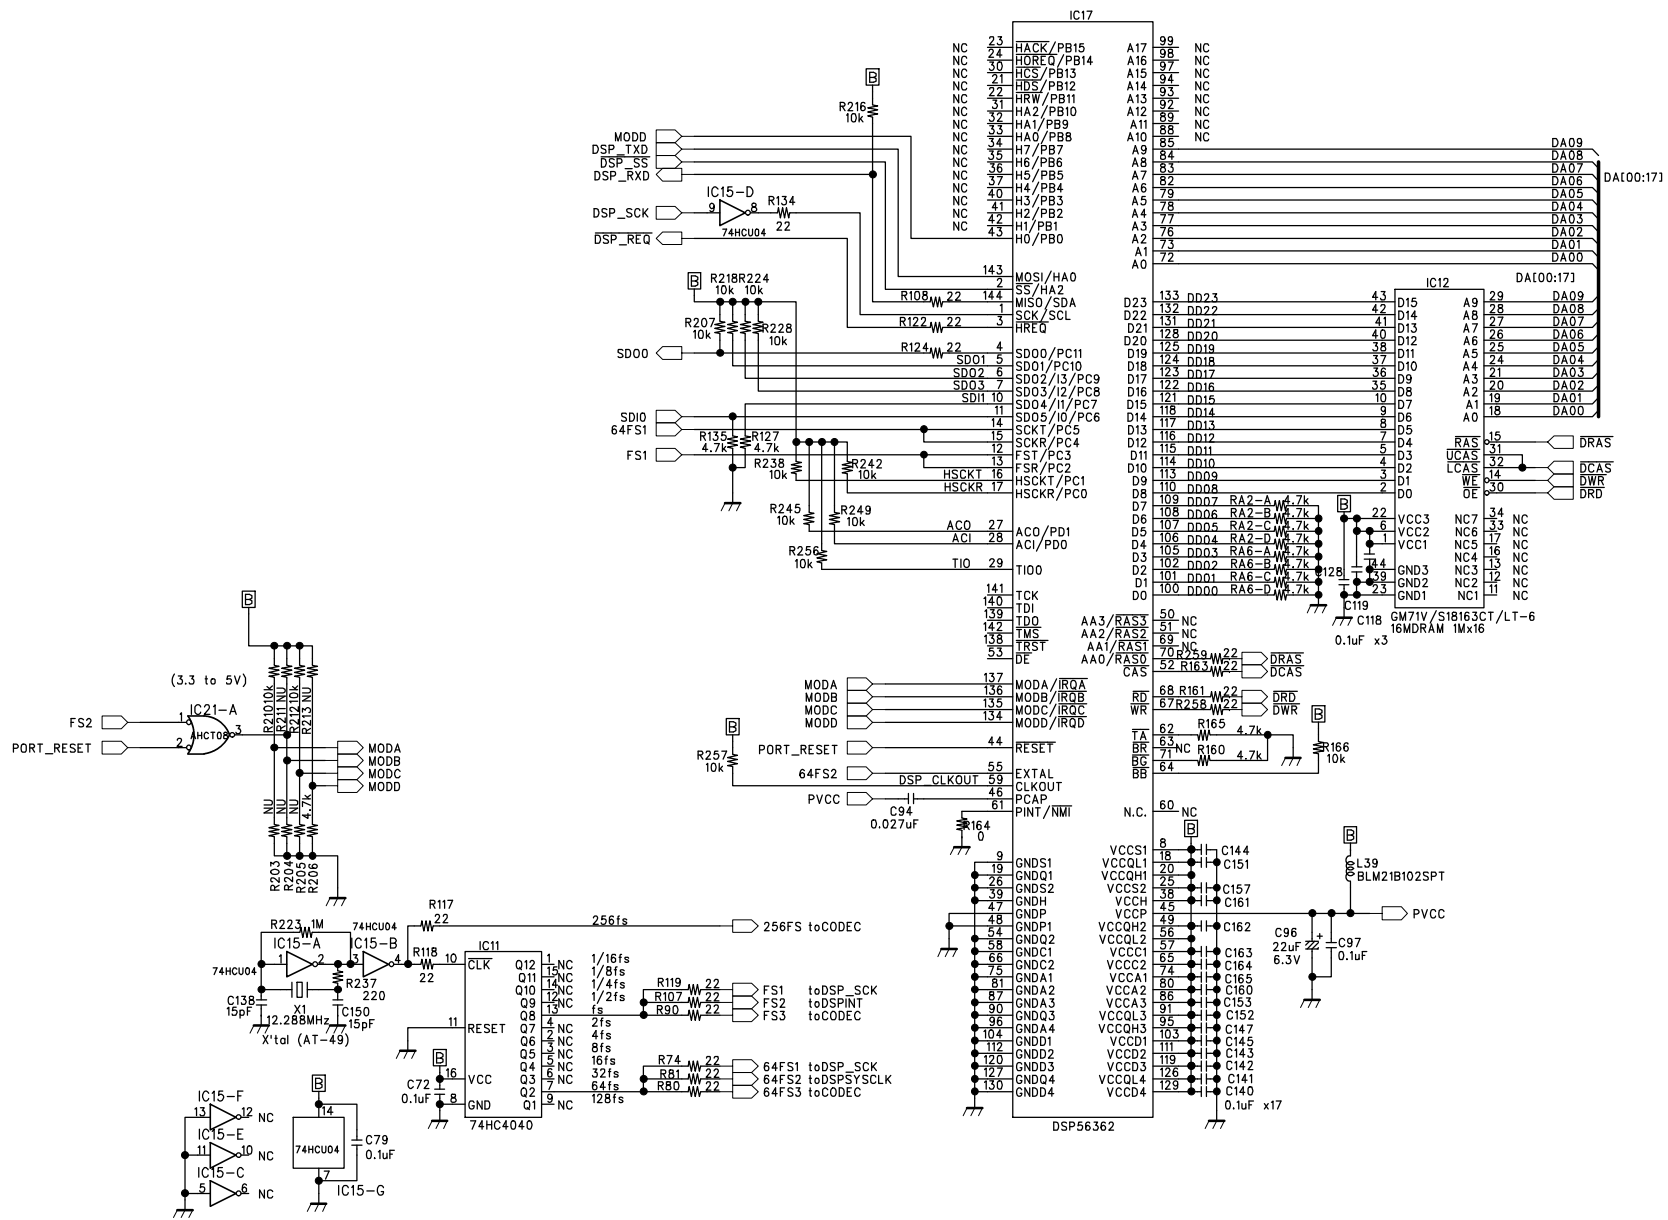 IC17
23 HACK/PB15
24 HOREQ/PB14
30 HCS/PB13
21 HDS/PB12
22 HRW/PB11
31 HA2/PB10
32 HA1/PB9
33 HA0/PB8
34 H7/PB7
35 H6/PB6
36 H5/PB5
37 H4/PB4
40 H3/PB3
41 H2/PB2
42 H1/PB1
43 H0/PB0
NC NC NC NC NC NC NC NC NC NC NC NC NC NC NC
143 MOSI/HA0
2 SS/HA2
144 MISO/SDA
1 SCK/SCL
3 HREQ
4 SDO0/PC11
5 SDO1/PC10
6 SDO2/I3/PC9
7 SDO3/I2/PC8
10 SDO4/I1/PC7
11 SDO5/I0/PC6
14 SCKT/PC5
15 SCKR/PC4
12 FST/PC3
13 FSR/PC2
16 HSCKT/PC1
17 HSCKR/PC0
27 ACO/PD1
28 ACI/PD0
29 TIO0
141 TCK
140 TDI
139 TDO
142 TMS
138 TRST
53 DE
137 MODA/IRQA
136 MODB/IRQB
135 MODC/IRQC
134 MODD/IRQD
44 RESET
55 EXTAL
59 CLKOUT
46 PCAP
61 PINT/NMI
9 GNDS1
19 GNDQ1
26 GNDS2
39 GNDH
47 GNDP
48 GNDP1
54 GNDQ2
58 GNDC1
66 GNDC2
75 GNDA1
81 GNDA2
87 GNDA3
90 GNDQ3
96 GNDA4
104 GNDD1
112 GNDD2
120 GNDD3
127 GNDQ4
130 GNDD4
DSP56362
A17 99 NC
A16 98 NC
A15 97 NC
A14 94 NC
A13 93 NC
A12 92 NC
A11 89 NC
A10 88 NC
A9 85 DA09
A8 84 DA08
A7 83 DA07
A6 82 DA06
A5 79 DA05
A4 78 DA04
A3 77 DA03
A2 76 DA02
A1 73 DA01
A0 72 DA00
DA[00:17]
D23 133 DD23
D22 132 DD22
D21 131 DD21
D20 128 DD20
D19 125 DD19
D18 124 DD18
D17 123 DD17
D16 122 DD16
D15 121 DD15
D14 118 DD14
D13 117 DD13
D12 116 DD12
D11 115 DD11
D10 114 DD10
D9 113 DD09
D8 110 DD08
D7 109 DD07 RA2-A 4.7k
D6 108 DD06 RA2-B 4.7k
D5 107 DD05 RA2-C 4.7k
D4 106 DD04 RA2-D 4.7k
D3 105 DD03 RA6-A 4.7k
D2 102 DD02 RA6-B 4.7k
D1 101 DD01 RA6-C 4.7k
D0 100 DD00 RA6-D 4.7k
AA3/RAS3 50 NC
AA2/RAS2 51 NC
AA1/RAS1 69 NC
AA0/RAS0 70 R259 22 DRAS
CAS 52 R163 22 DCAS
RD 68 R161 22 DRD
WR 67 R258 22 DWR
TA 62 R165 4.7k
BR 63 NC
BG 71 R160 4.7k
BB 64
B
R166
10k
N.C. 60 NC
B
VCCS1 8 C144
VCCQL1 18 C151
VCCQH1 20
VCCS2 25 C157
VCCH 38 C161
VCCP 45
VCCQH2 49 C162
VCCQL2 56
VCCC1 57 C163
VCCC2 65 C164
VCCA1 74 C165
VCCA2 80 C160
VCCA3 86 C153
VCCQL3 91 C152
VCCQH3 95 C147
VCCD1 103 C145
VCCD2 111 C143
VCCD3 119 C142
VCCQL4 126 C141
VCCD4 129 C140
0.1uF x17
B
L39
BLM21B102SPT
PVCC
C96
22uF
6.3V
+
C97
0.1uF
IC12
DA[00:17]
43 D15
42 D14
41 D13
40 D12
38 D11
37 D10
36 D9
35 D8
10 D7
9 D6
8 D5
7 D4
5 D3
4 D2
3 D1
2 D0
A9 29 DA09
A8 28 DA08
A7 27 DA07
A6 26 DA06
A5 25 DA05
A4 24 DA04
A3 21 DA03
A2 20 DA02
A1 19 DA01
A0 18 DA00
RAS 15 DRAS
UCAS 31
LCAS 32 DCAS
WE 14 DWR
OE 30 DRD
B
22 VCC3
6 VCC2
1 VCC1
44 GND3
39 GND2
23 GND1
NC7 34 NC
NC6 33 NC
NC5 17 NC
NC4 16 NC
NC3 13 NC
NC2 12 NC
NC1 11 NC
C128
C119
C118
0.1uF x3
GM71V/S18163CT/LT-6
16MDRAM 1Mx16
B
R216
10k
MODD
DSP_TXD
DSP_SS
DSP_RXD
IC15-D
DSP_SCK 9 8 R134
74HCU04 22
DSP_REQ
B
R218 R224
10k 10k
R207
10k
R228
10k
R108 22
R122 22
R124 22
SDO0
SDO1
SDO2
SDO3
SDI1
SDI0
64FS1
FS1
R135
4.7k
R127
4.7k
R238
10k
R242
10k
HSCKT
HSCKR
R245
10k
R249
10k
R256
10k
ACO
ACI
TIO
MODA
MODB
MODC
MODD
B
R257
10k
PORT_RESET
64FS2
DSP_CLKOUT
PVCC
C94
0.027uF
R164
0
B
(3.3 to 5V)
IC21-A
FS2 1
AHCT08 3
PORT_RESET 2
R210 10k
R211 NU
R212 10k
R213 NU
MODA
MODB
MODC
MODD
NU
NU
NU
4.7k
R203
R204
R205
R206
R223 1M
IC15-A
1 2
74HCU04
74HCU04
IC15-B
3 4
R237
220
C138
15pF
X1
12.288MHz
X'tal (AT-49)
C150
15pF
R117
22
R118
22
256fs
256FS toCODEC
IC11
10 CLK
11 RESET
16 VCC
8 GND
B
C72
0.1uF
Q12 1 NC 1/16fs
Q11 15 NC 1/8fs
Q10 14 NC 1/4fs
Q9 12 NC 1/2fs
Q8 13 fs
Q7 4 NC 2fs
Q6 2 NC 4fs
Q5 3 NC 8fs
Q4 5 NC 16fs
Q3 6 NC 32fs
Q2 7 64fs
Q1 9 NC 128fs
74HC4040
R119 22 FS1 toDSP_SCK
R107 22 FS2 toDSPINT
R90 22 FS3 toCODEC
R74 22 64FS1 toDSP_SCK
R81 22 64FS2 toDSPSYSCLK
R80 22 64FS3 toCODEC
IC15-F
13 12 NC
IC15-E
11 10 NC
IC15-C
5 6 NC
B
14
74HCU04
7
C79
0.1uF
IC15-G